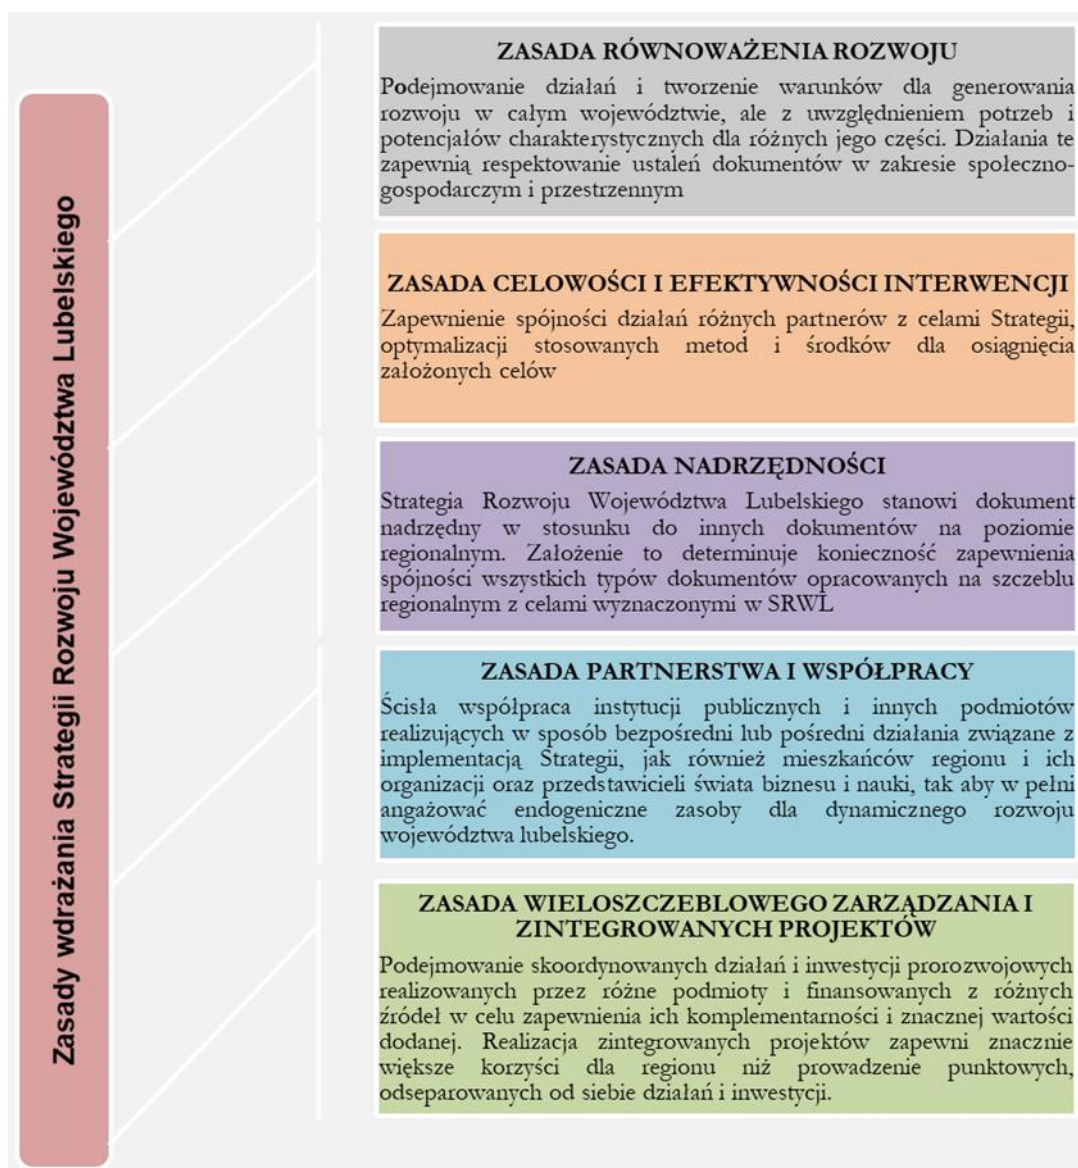 Zasady wdrażania Strategii Rozwoju Województwa Lubelskiego
ZASADA RÓWNOWAŻENIA ROZWOJU
Podejmowanie działań i tworzenie warunków dla generowania
rozwoju w całym województwie, ale z uwzględnieniem potrzeb i
potencjałów charakterystycznych dla różnych jego części. Działania te
zapewnią respektowanie ustaleń dokumentów w zakresie społeczno-
gospodarczym i przestrzennym
ZASADA CELOWOŚCI I EFEKTYWNOŚCI INTERWENCJI
Zapewnienie spójności działań różnych partnerów z celami Strategii,
optymalizacji stosowanych metod i środków dla osiągnięcia
założonych celów
ZASADA NADRZĘDNOŚCI
Strategia Rozwoju Województwa Lubelskiego stanowi dokument
nadrzędny w stosunku do innych dokumentów na poziomie
regionalnym. Założenie to determinuje konieczność zapewnienia
spójności wszystkich typów dokumentów opracowanych na szczeblu
regionalnym z celami wyznaczonymi w SRWL
ZASADA PARTNERSTWA I WSPÓŁPRACY
Ścisła współpraca instytucji publicznych i innych podmiotów
realizujących w sposób bezpośredni lub pośredni działania związane z
implementacją Strategii, jak również mieszkańców regionu i ich
organizacji oraz przedstawicieli świata biznesu i nauki, tak aby w pełni
angażować endogeniczne zasoby dla dynamicznego rozwoju
województwa lubelskiego.
ZASADA WIELOSZCZEBLOWEGO ZARZĄDZANIA I
ZINTEGROWANYCH PROJEKTÓW
Podejmowanie skoordynowanych działań i inwestycji prorozwojowych
realizowanych przez różne podmioty i finansowanych z różnych
źródeł w celu zapewnienia ich komplementarności i znacznej wartości
dodanej. Realizacja zintegrowanych projektów zapewni znacznie
większe korzyści dla regionu niż prowadzenie punktowych,
odseparowanych od siebie działań i inwestycji.